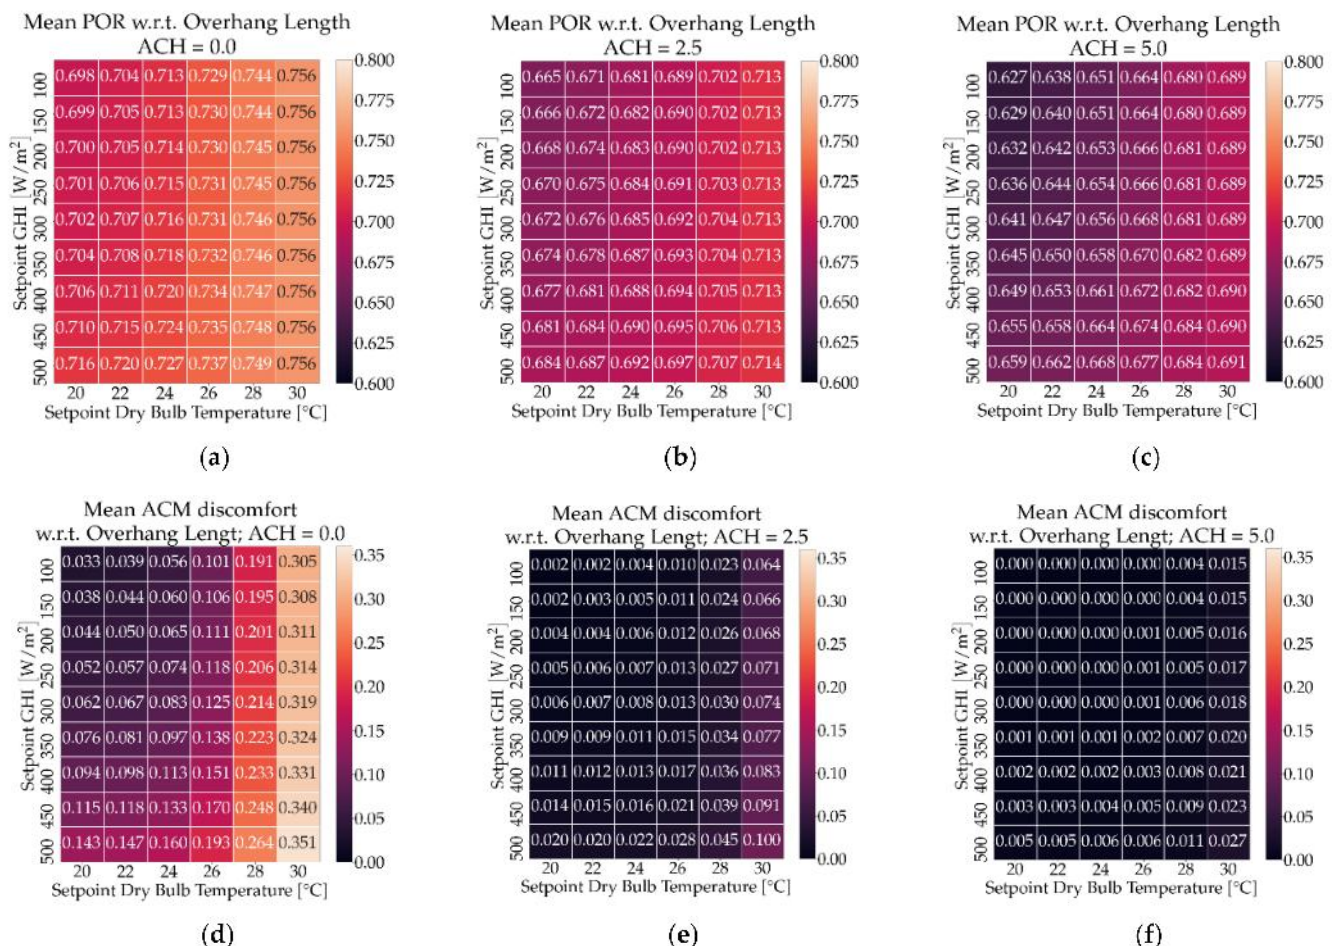 Mean POR w.r.t. Overhang Length
ACH = 0.0
Setpoint GHI [W/m²]
100 0.698 0.704 0.713 0.729 0.744 0.756
150 0.699 0.705 0.713 0.730 0.744 0.756
200 0.700 0.705 0.714 0.730 0.745 0.756
250 0.701 0.706 0.715 0.731 0.745 0.756
300 0.702 0.707 0.716 0.731 0.746 0.756
350 0.704 0.708 0.718 0.732 0.746 0.756
400 0.706 0.711 0.720 0.734 0.747 0.756
450 0.710 0.715 0.724 0.735 0.748 0.756
500 0.716 0.720 0.727 0.737 0.749 0.756
20 22 24 26 28 30
Setpoint Dry Bulb Temperature [°C]
0.800
0.775
0.750
0.725
0.700
0.675
0.650
0.625
0.600
(a)
Mean POR w.r.t. Overhang Length
ACH = 2.5
Setpoint GHI [W/m²]
100 0.665 0.671 0.681 0.689 0.702 0.713
150 0.666 0.672 0.682 0.690 0.702 0.713
200 0.668 0.674 0.683 0.690 0.702 0.713
250 0.670 0.675 0.684 0.691 0.703 0.713
300 0.672 0.676 0.685 0.692 0.704 0.713
350 0.674 0.678 0.687 0.693 0.704 0.713
400 0.677 0.681 0.688 0.694 0.705 0.713
450 0.681 0.684 0.690 0.695 0.706 0.713
500 0.684 0.687 0.692 0.697 0.707 0.714
20 22 24 26 28 30
Setpoint Dry Bulb Temperature [°C]
0.800
0.775
0.750
0.725
0.700
0.675
0.650
0.625
0.600
(b)
Mean POR w.r.t. Overhang Length
ACH = 5.0
Setpoint GHI [W/m²]
100 0.627 0.638 0.651 0.664 0.680 0.689
150 0.629 0.640 0.651 0.664 0.680 0.689
200 0.632 0.642 0.653 0.666 0.681 0.689
250 0.636 0.644 0.654 0.666 0.681 0.689
300 0.641 0.647 0.656 0.668 0.681 0.689
350 0.645 0.650 0.658 0.670 0.682 0.689
400 0.649 0.653 0.661 0.672 0.682 0.690
450 0.655 0.658 0.664 0.674 0.684 0.690
500 0.659 0.662 0.668 0.677 0.684 0.691
20 22 24 26 28 30
Setpoint Dry Bulb Temperature [°C]
0.800
0.775
0.750
0.725
0.700
0.675
0.650
0.625
0.600
(c)
Mean ACM discomfort
w.r.t. Overhang Lengt; ACH = 0.0
Setpoint GHI [W/m²]
100 0.033 0.039 0.056 0.101 0.191 0.305
150 0.038 0.044 0.060 0.106 0.195 0.308
200 0.044 0.050 0.065 0.111 0.201 0.311
250 0.052 0.057 0.074 0.118 0.206 0.314
300 0.062 0.067 0.083 0.125 0.214 0.319
350 0.076 0.081 0.097 0.138 0.223 0.324
400 0.094 0.098 0.113 0.151 0.233 0.331
450 0.115 0.118 0.133 0.170 0.248 0.340
500 0.143 0.147 0.160 0.193 0.264 0.351
20 22 24 26 28 30
Setpoint Dry Bulb Temperature [°C]
0.35
0.30
0.25
0.20
0.15
0.10
0.05
0.00
(d)
Mean ACM discomfort
w.r.t. Overhang Lengt; ACH = 2.5
Setpoint GHI [W/m²]
100 0.002 0.002 0.004 0.010 0.023 0.064
150 0.002 0.003 0.005 0.011 0.024 0.066
200 0.004 0.004 0.006 0.012 0.026 0.068
250 0.005 0.006 0.007 0.013 0.027 0.071
300 0.006 0.007 0.008 0.013 0.030 0.074
350 0.009 0.009 0.011 0.015 0.034 0.077
400 0.011 0.012 0.013 0.017 0.036 0.083
450 0.014 0.015 0.016 0.021 0.039 0.091
500 0.020 0.020 0.022 0.028 0.045 0.100
20 22 24 26 28 30
Setpoint Dry Bulb Temperature [°C]
0.35
0.30
0.25
0.20
0.15
0.10
0.05
0.00
(e)
Mean ACM discomfort
w.r.t. Overhang Lengt; ACH = 5.0
Setpoint GHI [W/m²]
100 0.000 0.000 0.000 0.000 0.004 0.015
150 0.000 0.000 0.000 0.000 0.004 0.015
200 0.000 0.000 0.000 0.001 0.005 0.016
250 0.000 0.000 0.000 0.001 0.005 0.017
300 0.000 0.000 0.000 0.001 0.006 0.018
350 0.001 0.001 0.001 0.002 0.007 0.020
400 0.002 0.002 0.002 0.003 0.008 0.021
450 0.003 0.003 0.004 0.005 0.009 0.023
500 0.005 0.005 0.006 0.006 0.011 0.027
20 22 24 26 28 30
Setpoint Dry Bulb Temperature [°C]
0.35
0.30
0.25
0.20
0.15
0.10
0.05
0.00
(f)